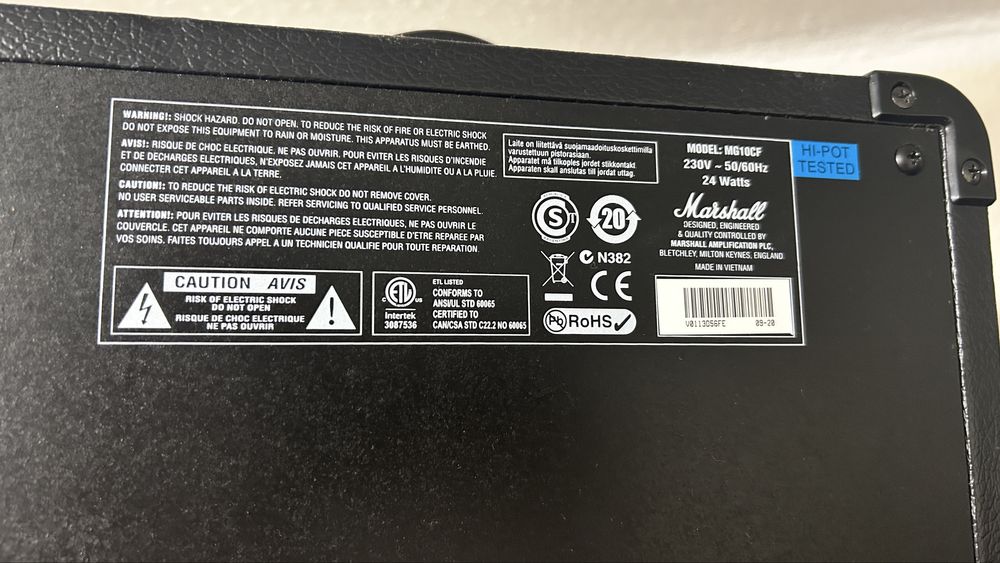 WARNING!: SHOCK HAZARD. DO NOT OPEN. TO REDUCE THE RISK OF FIRE OR ELECTRIC SHOCK
DO NOT EXPOSE THIS EQUIPMENT TO RAIN OR MOISTURE. THIS APPARATUS MUST BE EARTHED.
AVIS!: RISQUE DE CHOC ELECTRIQUE. NE PAS OUVRIR. POUR EVITER LES RISQUES D'INCENDIE
ET DE DECHARGES ELECTRIQUES, N'EXPOSEZ JAMAIS CET APPAREIL A L'HUMIDITE OU A LA PLUIE.
CONNECTER CET APPAREIL A LA TERRE.
CAUTION!: TO REDUCE THE RISK OF ELECTRIC SHOCK DO NOT REMOVE COVER.
NO USER SERVICEABLE PARTS INSIDE. REFER SERVICING TO QUALIFIED SERVICE PERSONNEL.
ATTENTION!: POUR EVITER LES RISQUES DE DECHARGES ELECTRIQUES, NE PAS OUVRIR LE
COUVERCLE. CET APPAREIL NE COMPORTE AUCUNE PIECE SUSCEPTIBLE D'ETRE REPAREE PAR
VOS SOINS. FAITES TOUJOURS APPEL A UN TECHNICIEN QUALIFIE POUR TOUTE REPARATION.
CAUTION AVIS
RISK OF ELECTRIC SHOCK
DO NOT OPEN
RISQUE DE CHOC ELECTRIQUE
NE PAS OUVRIR
ETL
C US
Intertek
3087536
ETL LISTED
CONFORMS TO
ANSI/UL STD 60065
CERTIFIED TO
CAN/CSA STD C22.2 NO 60065
Laite on liitettävä suojamaadoituskoskettimilla
varustettuun pistorasiaan.
Apparatet må tilkoples jordet stikkontakt
Apparaten skall anslutas till jordat uttag.
S
20
N382
CE
Pb RoHS
MODEL: MG10CF
230V ~ 50/60Hz
24 Watts
Marshall
DESIGNED, ENGINEERED
& QUALITY CONTROLLED BY
MARSHALL AMPLIFICATION PLC,
BLETCHLEY, MILTON KEYNES, ENGLAND
MADE IN VIETNAM
V0113D56FE 09-20
HI-POT
TESTED